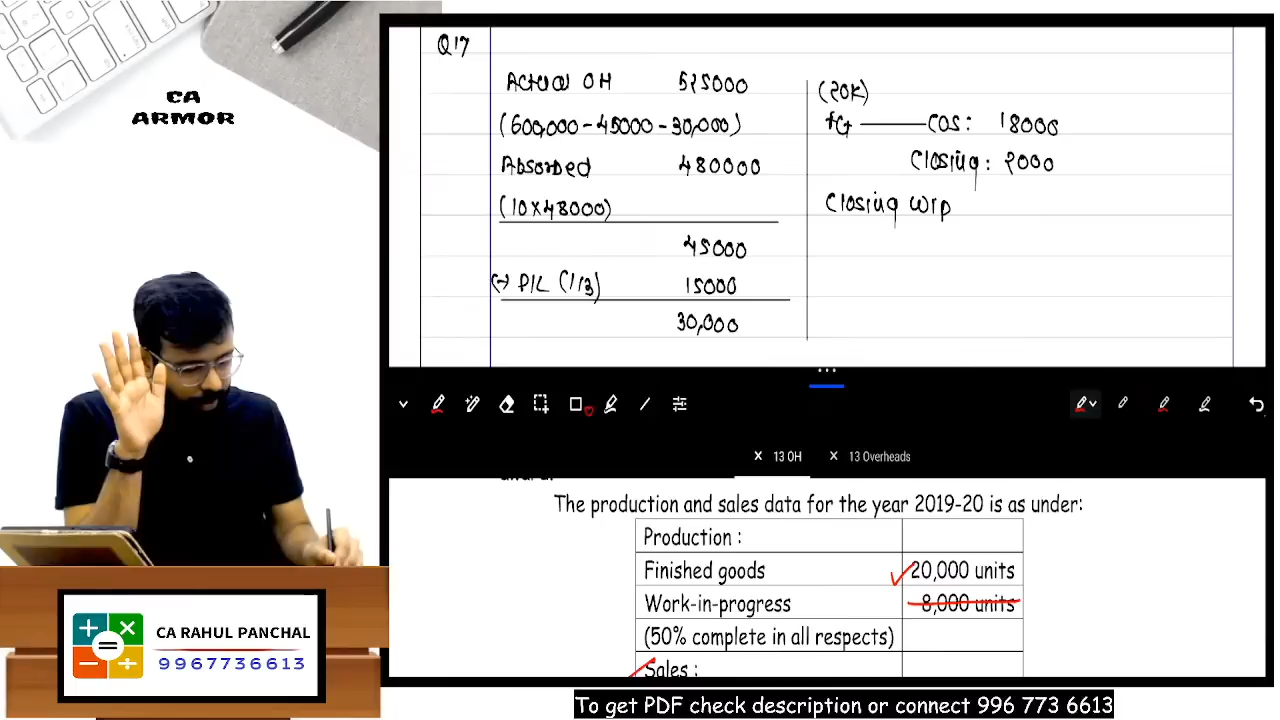 CA
ARMOR
Q17
Actual OH 525000
(600,000 - 45000 - 30,000)
Absorbed 480000
(10 x 48000)
45000
(-) P/L (1/3) 15000
30,000
(20K)
FG COS: 18000
Closing: 2000
Closing WIP
13 OH
13 Overheads
The production and sales data for the year 2019-20 is as under:
Production :
Finished goods 20,000 units
Work-in-progress 8,000 units
(50% complete in all respects)
Sales :
CA RAHUL PANCHAL
9967736613
To get PDF check description or connect 996 773 6613